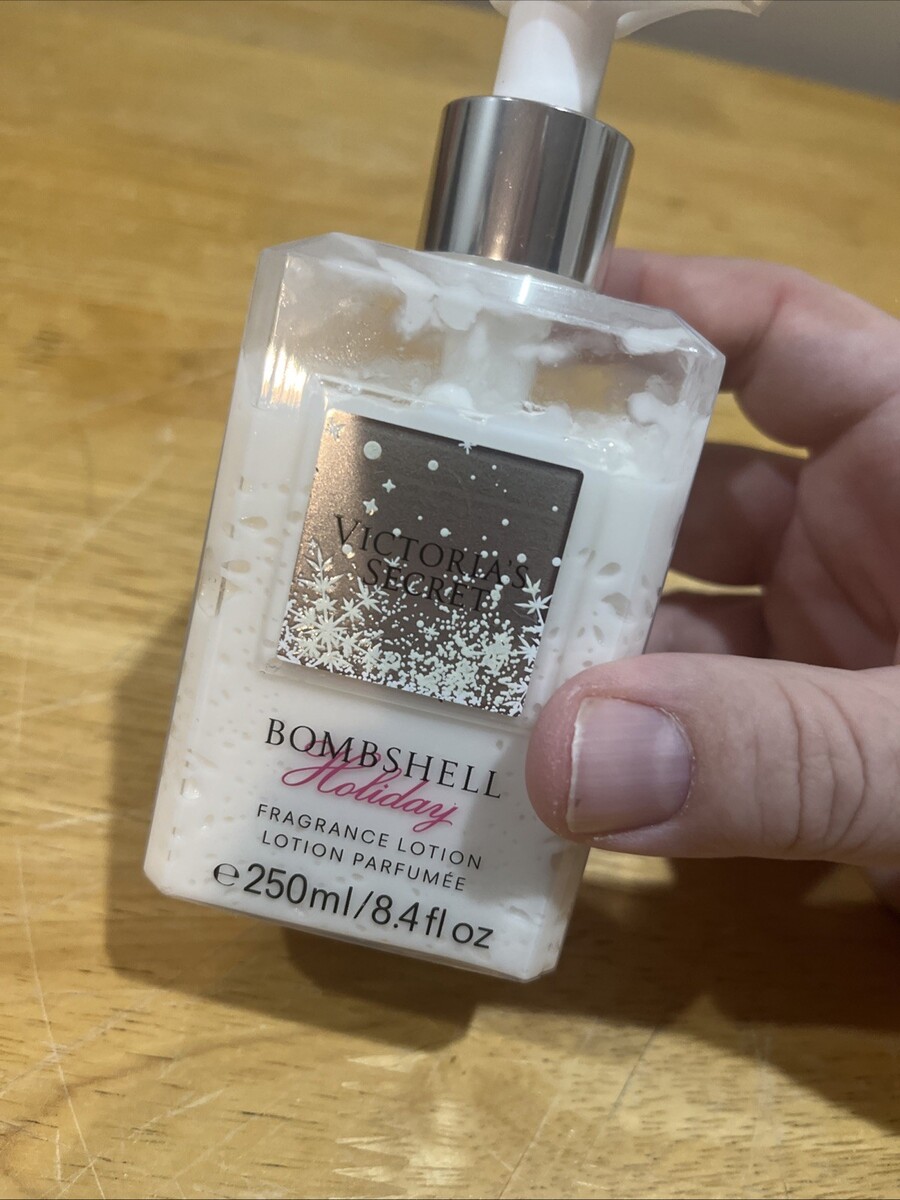 VICTORIA'S
SECRET
BOMBSHELL
Holiday
FRAGRANCE LOTION
LOTION PARFUMÉE
℮250ml/8.4 fl oz